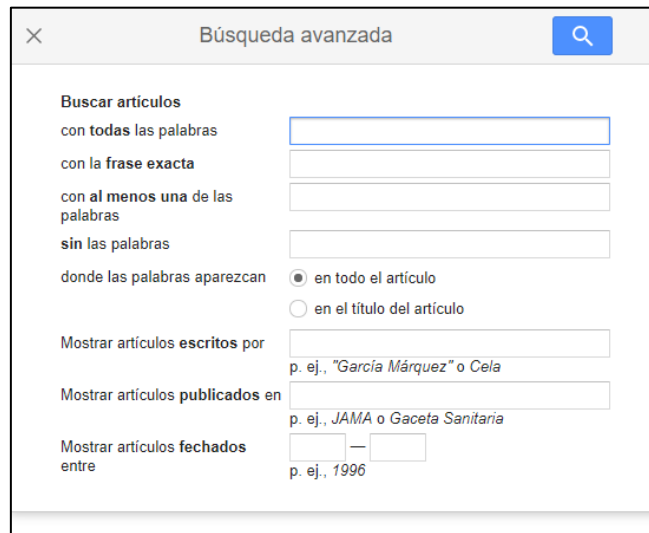 Búsqueda avanzada
Buscar artículos
con todas las palabras
con la frase exacta
con al menos una de las
palabras
sin las palabras
donde las palabras aparezcan
en todo el artículo
en el título del artículo
Mostrar artículos escritos por
p. ej., "García Márquez" o Cela
Mostrar artículos publicados en
p. ej., JAMA o Gaceta Sanitaria
Mostrar artículos fechados
entre
—
p. ej., 1996